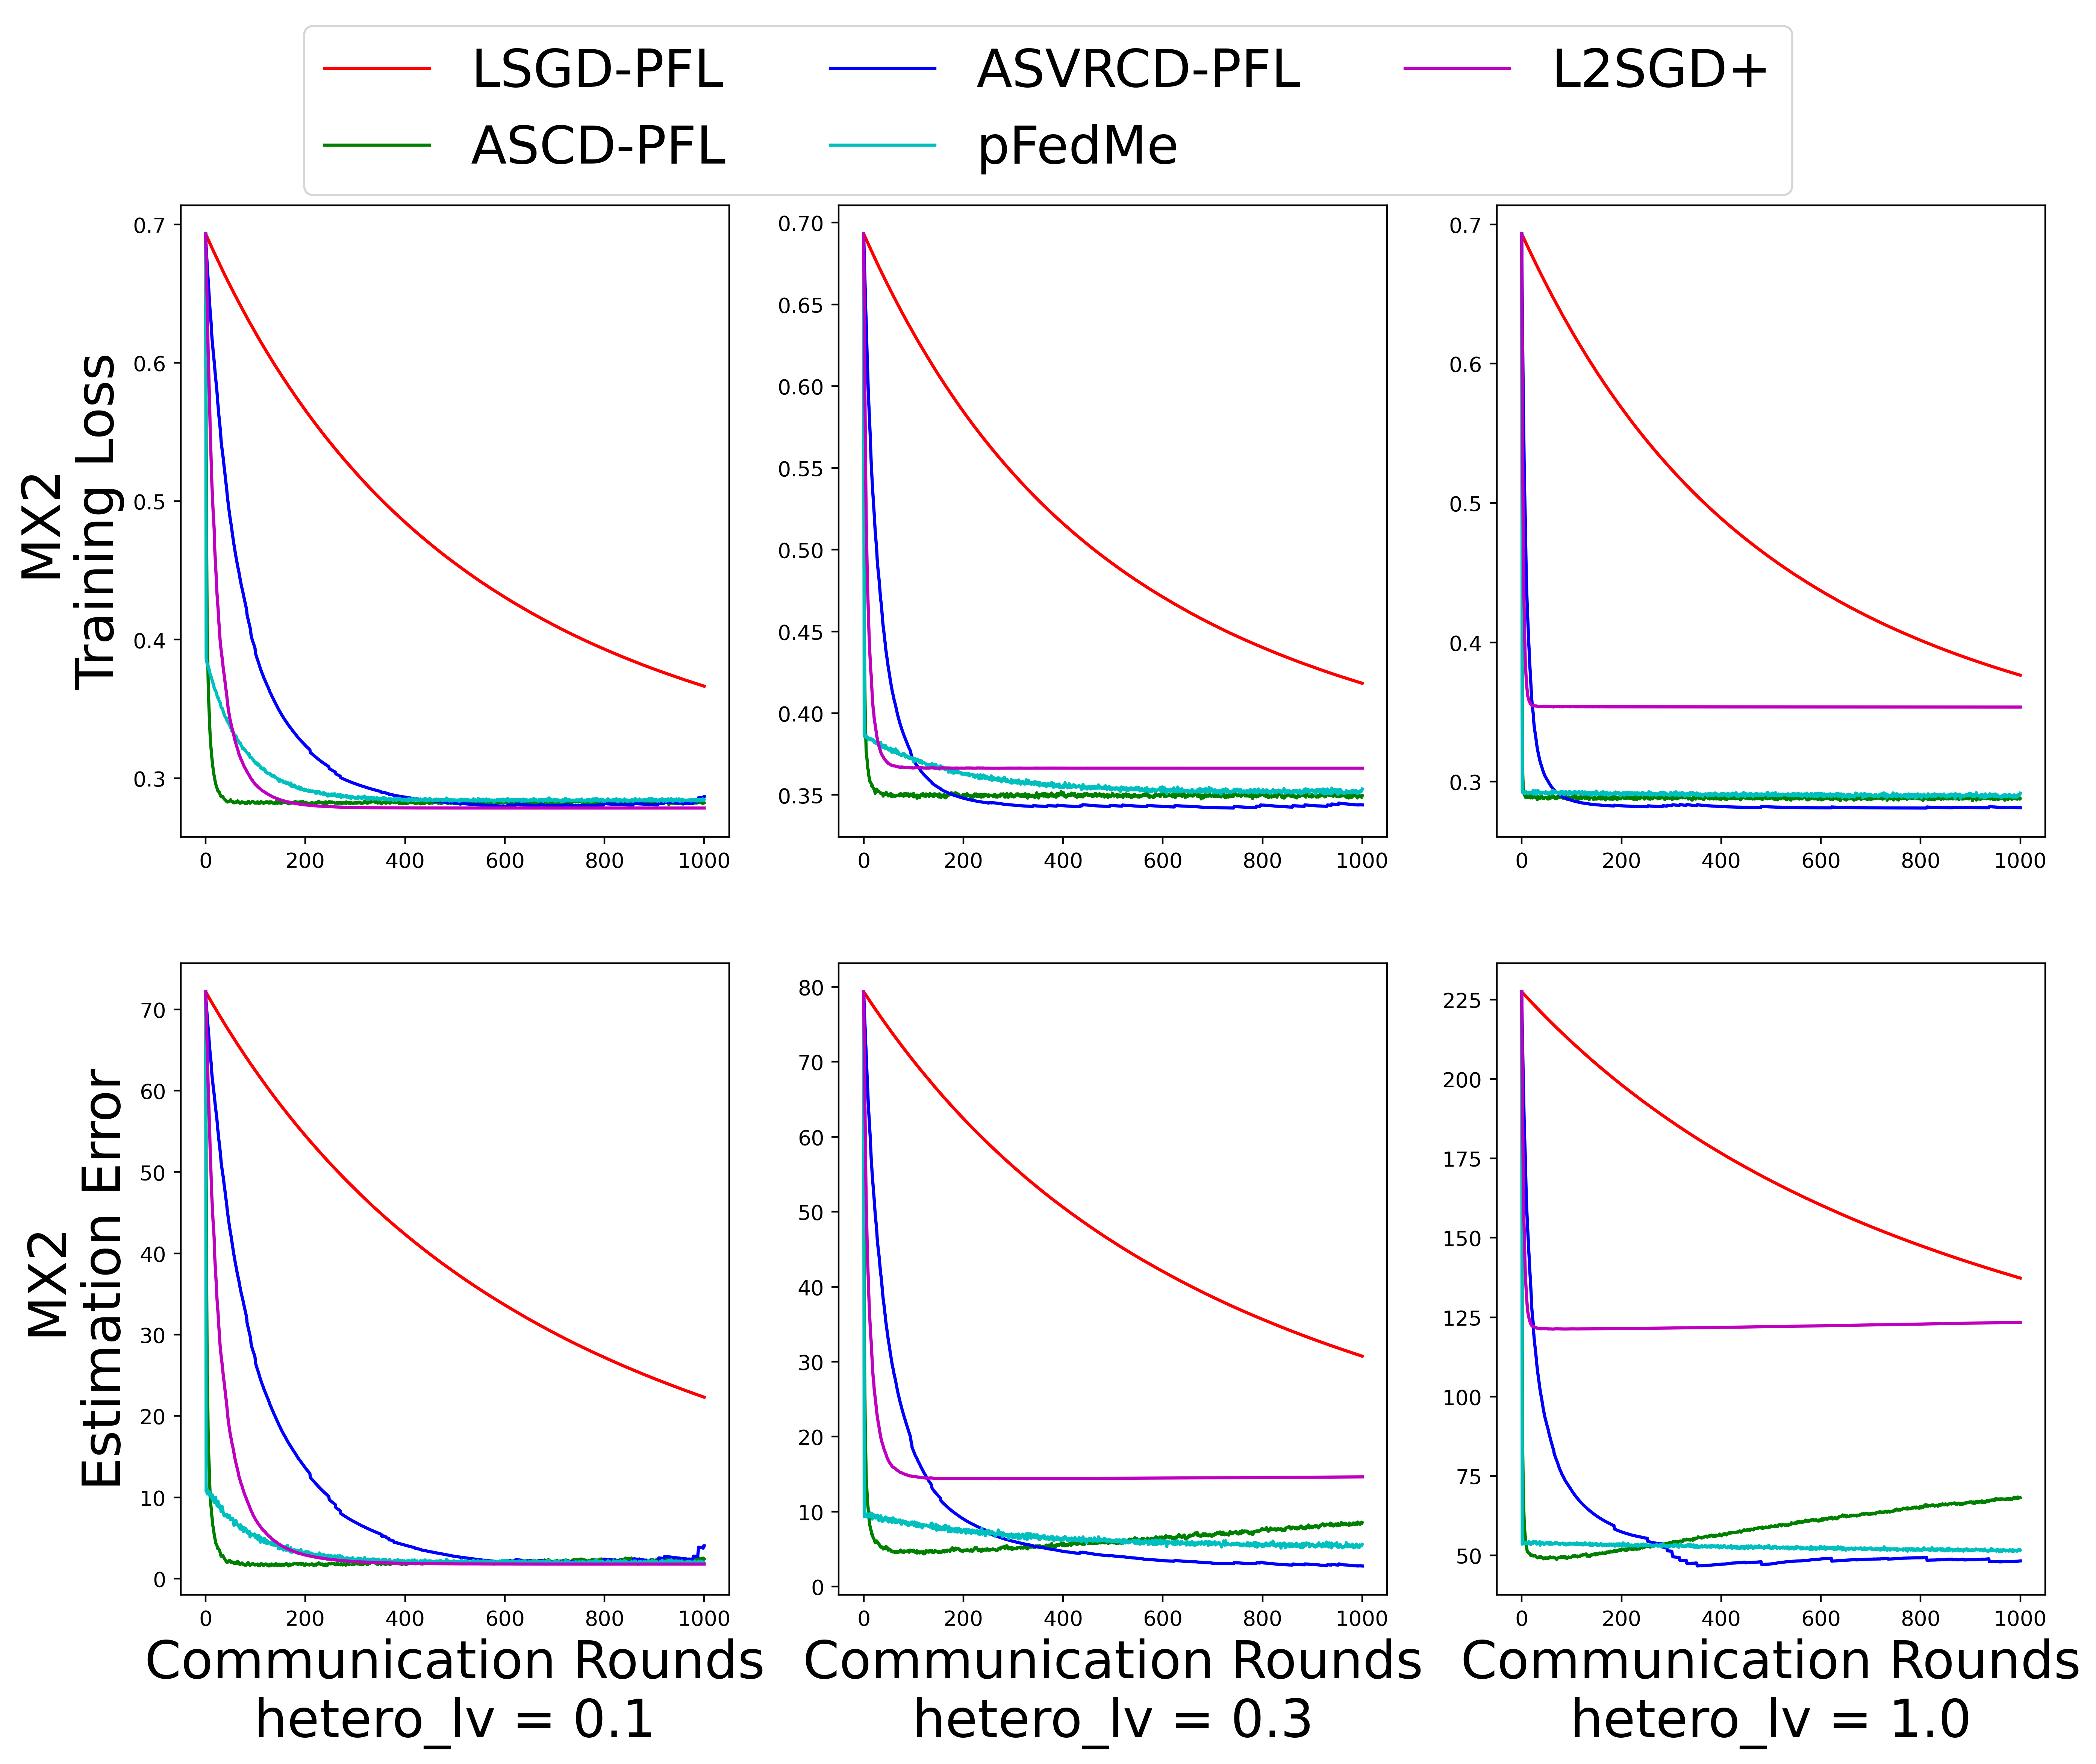 LSGD-PFL
ASVRCD-PFL
L2SGD+
ASCD-PFL
pFedMe
MX2
Training Loss
0.7
0.6
0.5
0.4
0.3
0 200 400 600 800 1000
0.70
0.65
0.60
0.55
0.50
0.45
0.40
0.35
0 200 400 600 800 1000
0.7
0.6
0.5
0.4
0.3
0 200 400 600 800 1000
MX2
Estimation Error
70
60
50
40
30
20
10
0
0 200 400 600 800 1000
Communication Rounds
hetero_lv = 0.1
80
70
60
50
40
30
20
10
0
0 200 400 600 800 1000
Communication Rounds
hetero_lv = 0.3
225
200
175
150
125
100
75
50
0 200 400 600 800 1000
Communication Rounds
hetero_lv = 1.0